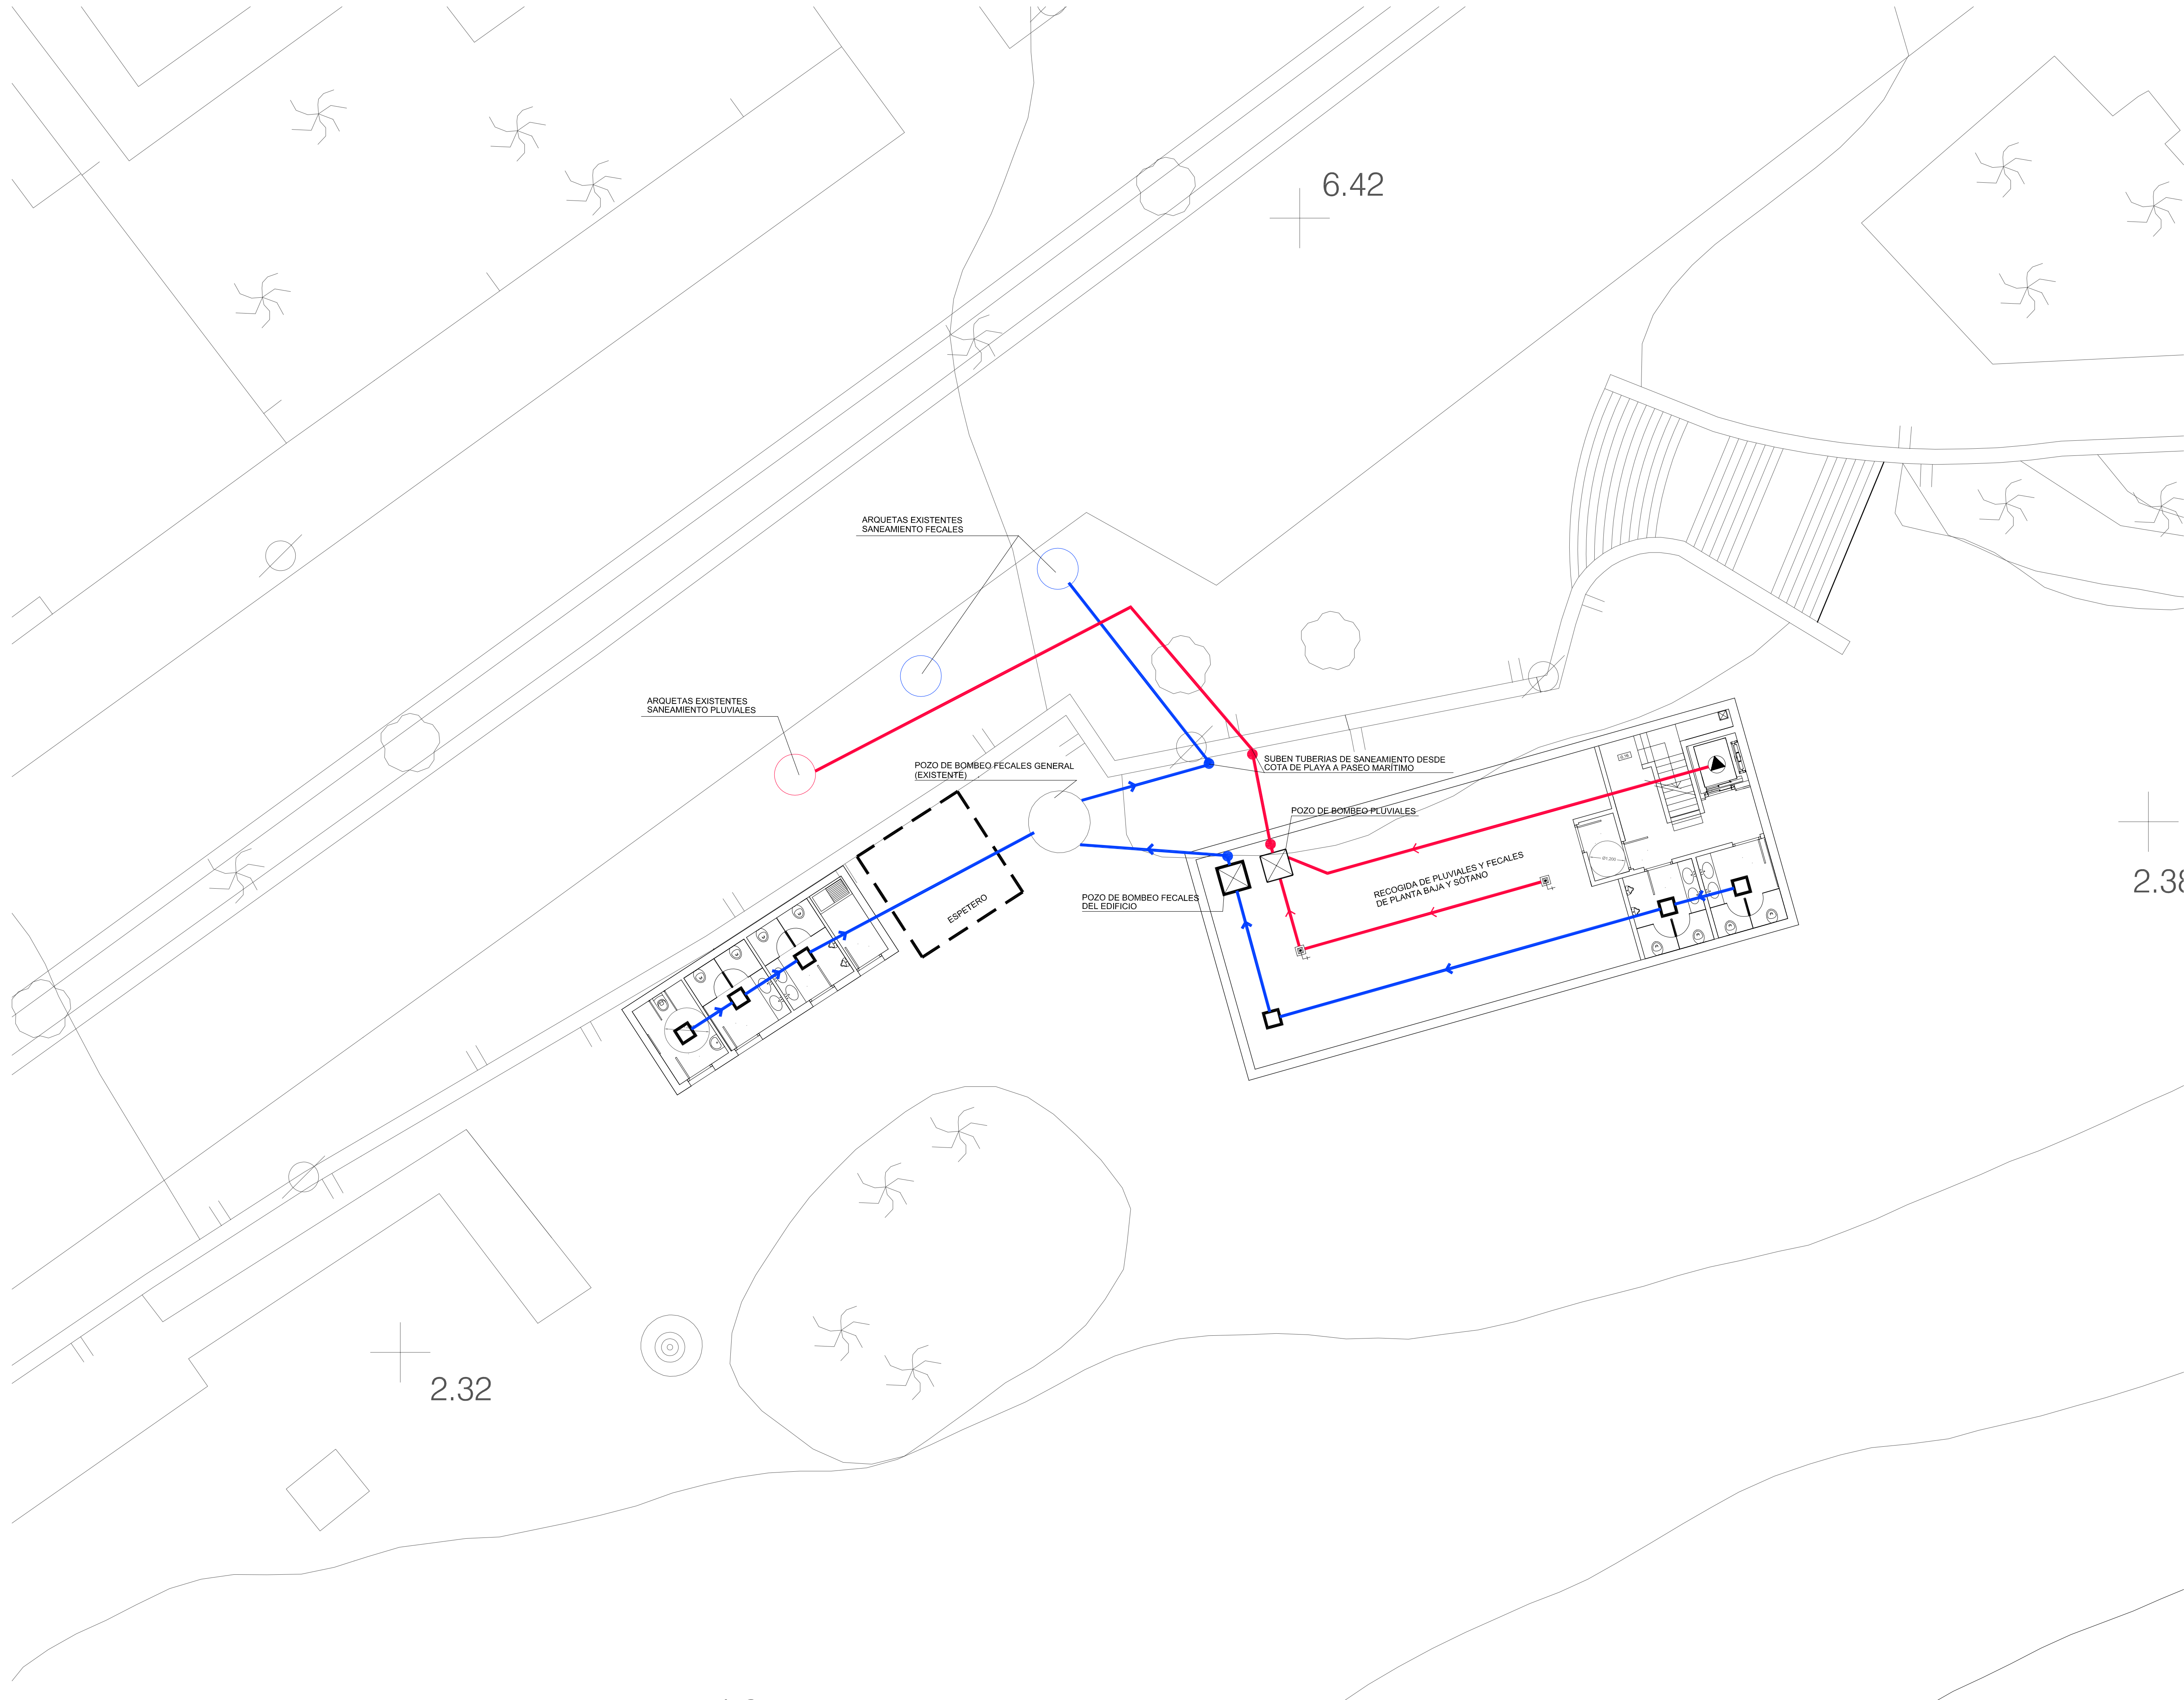 6.42
ARQUETAS EXISTENTES
SANEAMIENTO FECALES
ARQUETAS EXISTENTES
SANEAMIENTO PLUVIALES
POZO DE BOMBEO FECALES GENERAL
(EXISTENTE)
SUBEN TUBERIAS DE SANEAMIENTO DESDE
COTA DE PLAYA A PASEO MARÍTIMO
POZO DE BOMBEO PLUVIALES
RECOGIDA DE PLUVIALES Y FECALES
DE PLANTA BAJA Y SÓTANO
POZO DE BOMBEO FECALES
DEL EDIFICIO
ESPETERO
2.38
2.32